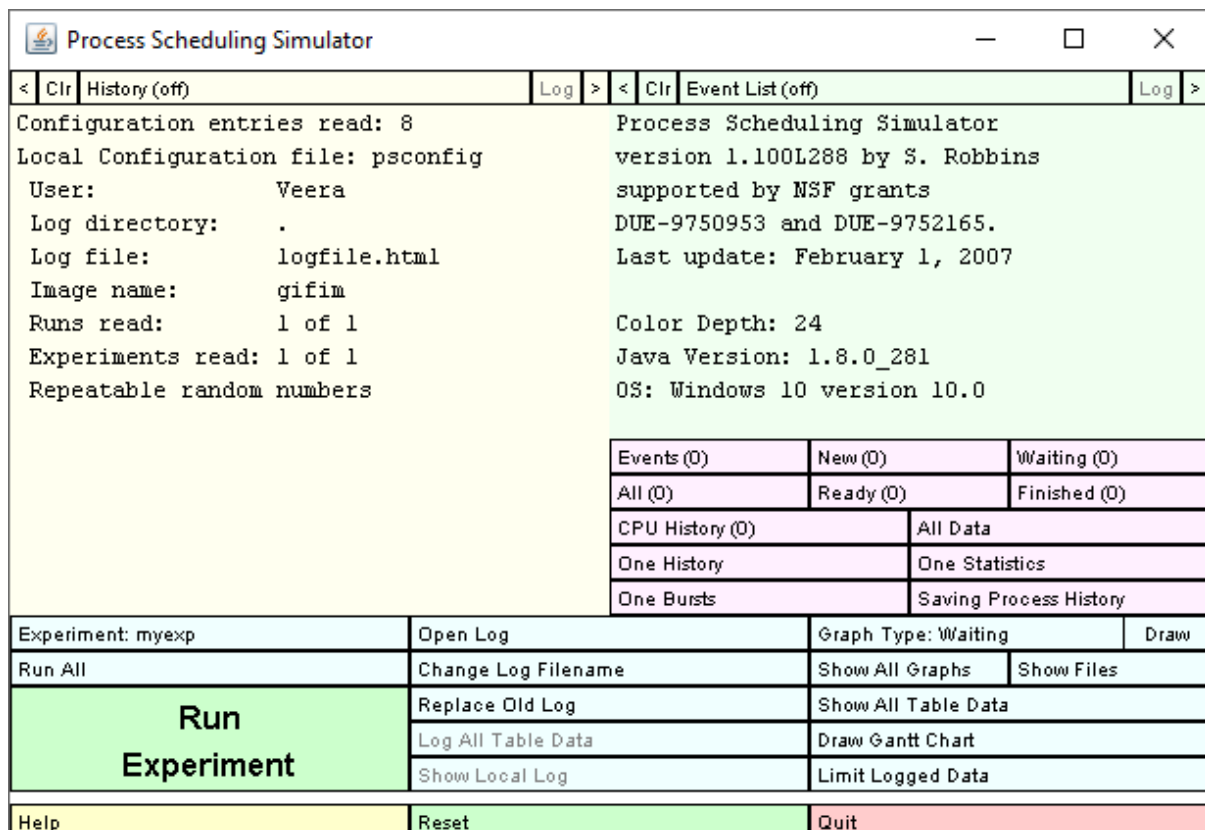 Process Scheduling Simulator
< Clr History (off) Log > < Clr Event List (off) Log >
Configuration entries read: 8
Local Configuration file: psconfig
User: Veera
Log directory: .
Log file: logfile.html
Image name: gifim
Runs read: 1 of 1
Experiments read: 1 of 1
Repeatable random numbers
Process Scheduling Simulator
version 1.100L288 by S. Robbins
supported by NSF grants
DUE-9750953 and DUE-9752165.
Last update: February 1, 2007
Color Depth: 24
Java Version: 1.8.0_281
OS: Windows 10 version 10.0
Events (0) New (0) Waiting (0)
All (0) Ready (0) Finished (0)
CPU History (0) All Data
One History One Statistics
One Bursts Saving Process History
Experiment: myexp Open Log Graph Type: Waiting Draw
Run All Change Log Filename Show All Graphs Show Files
Run
Experiment
Replace Old Log Show All Table Data
Log All Table Data Draw Gantt Chart
Show Local Log Limit Logged Data
Help Reset Quit